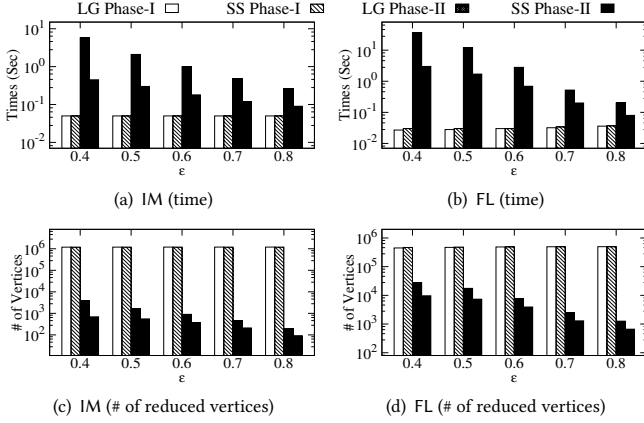 LG Phase-I SS Phase-I LG Phase-II SS Phase-II
Times (Sec)
10^1
10^0
10^-1
10^-2
0.4 0.5 0.6 0.7 0.8
ε
(a) IM (time)
Times (Sec)
10^1
10^0
10^-1
10^-2
0.4 0.5 0.6 0.7 0.8
ε
(b) FL (time)
# of Vertices
10^6
10^5
10^4
10^3
10^2
0.4 0.5 0.6 0.7 0.8
ε
(c) IM (# of reduced vertices)
# of Vertices
10^6
10^5
10^4
10^3
10^2
0.4 0.5 0.6 0.7 0.8
ε
(d) FL (# of reduced vertices)